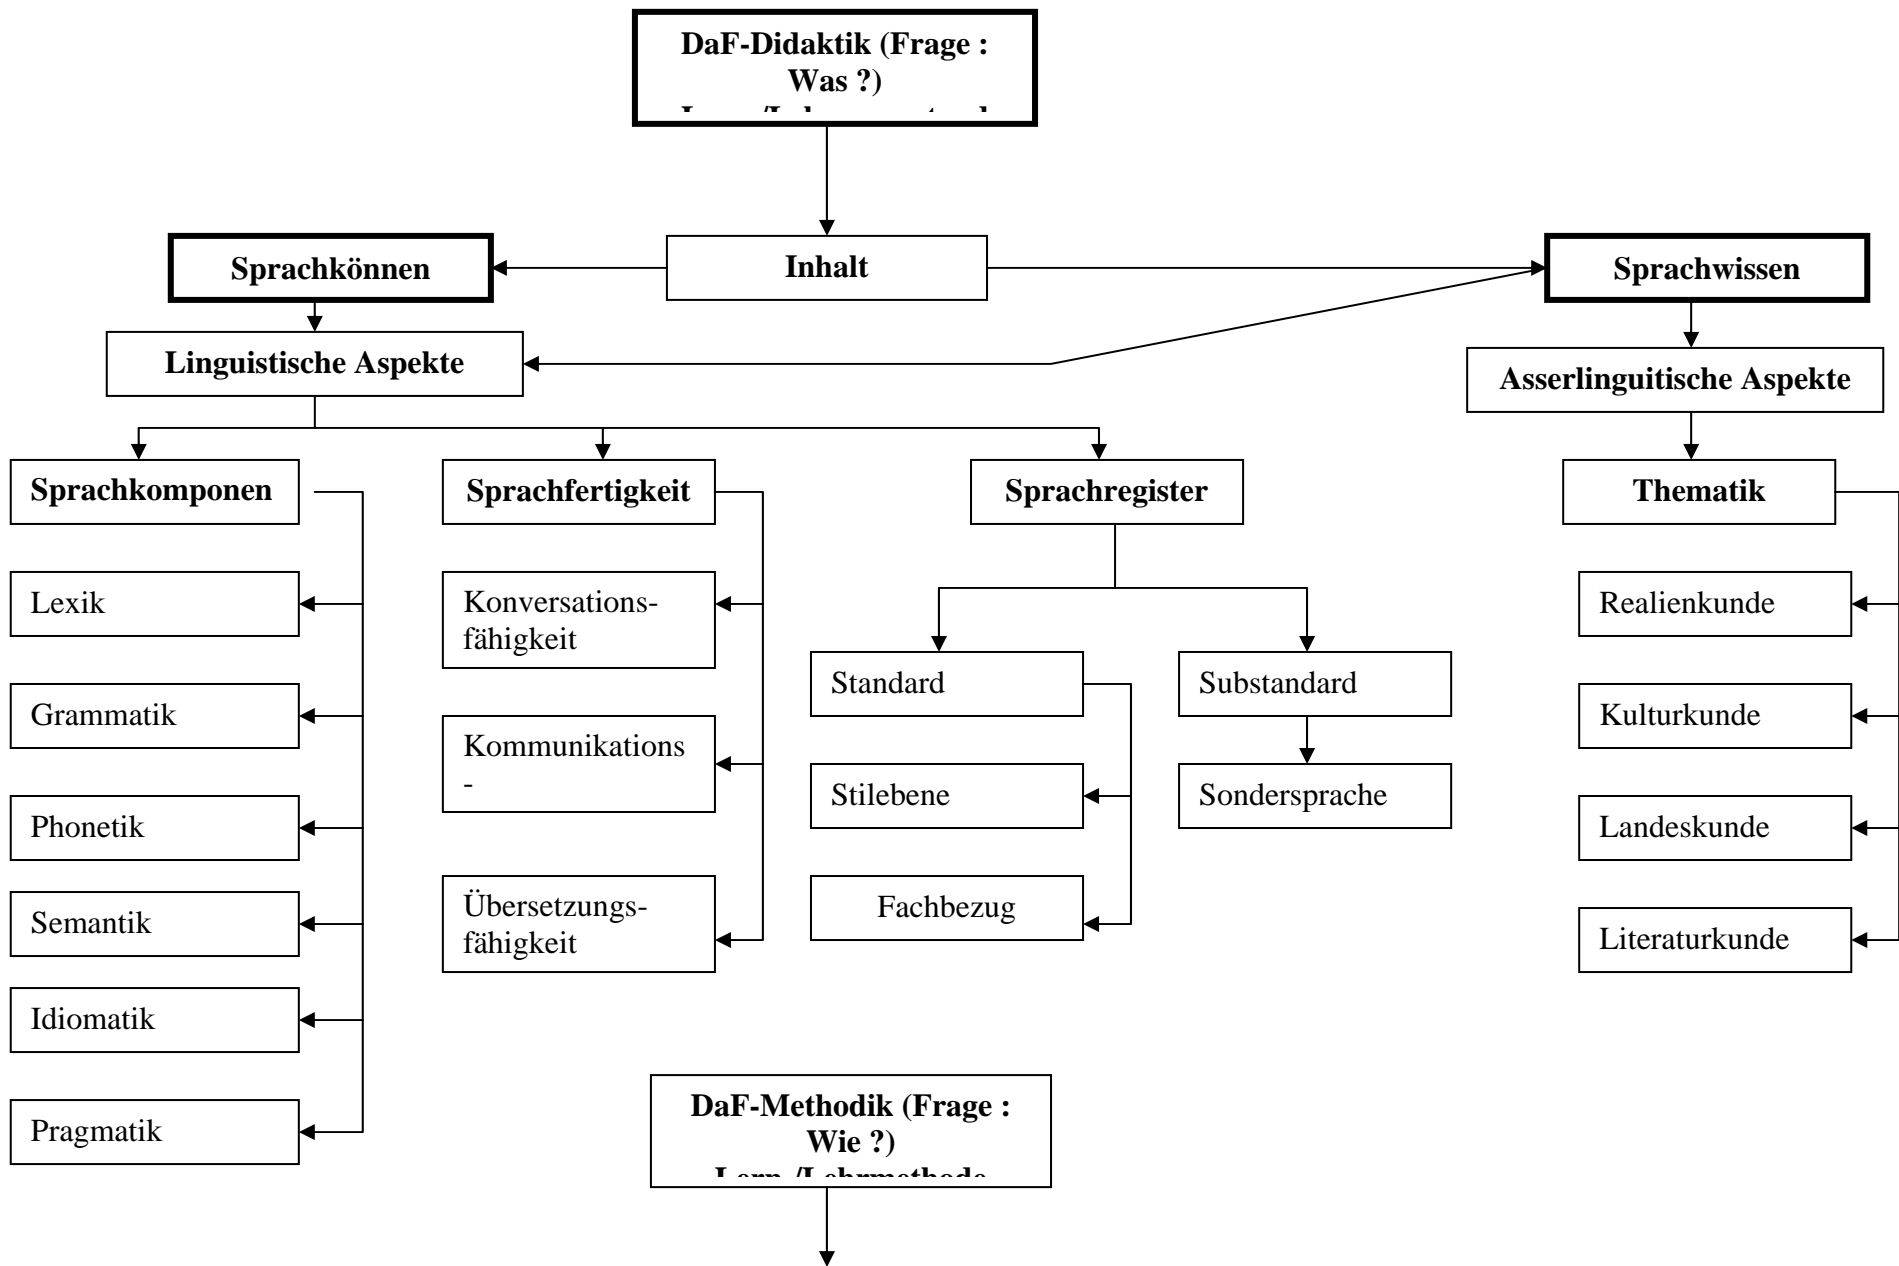 DaF-Didaktik (Frage :
Was ?)
Sprachkönnen
Inhalt
Sprachwissen
Linguistische Aspekte
Asserlinguitische Aspekte
Sprachkomponen
Sprachfertigkeit
Sprachregister
Thematik
Lexik
Grammatik
Phonetik
Semantik
Idiomatik
Pragmatik
Konversations-
fähigkeit
Kommunikations
-
Übersetzungs-
fähigkeit
Standard
Stilebene
Fachbezug
Substandard
Sondersprache
Realienkunde
Kulturkunde
Landeskunde
Literaturkunde
DaF-Methodik (Frage :
Wie ?)
Lern-/Lehrmethode